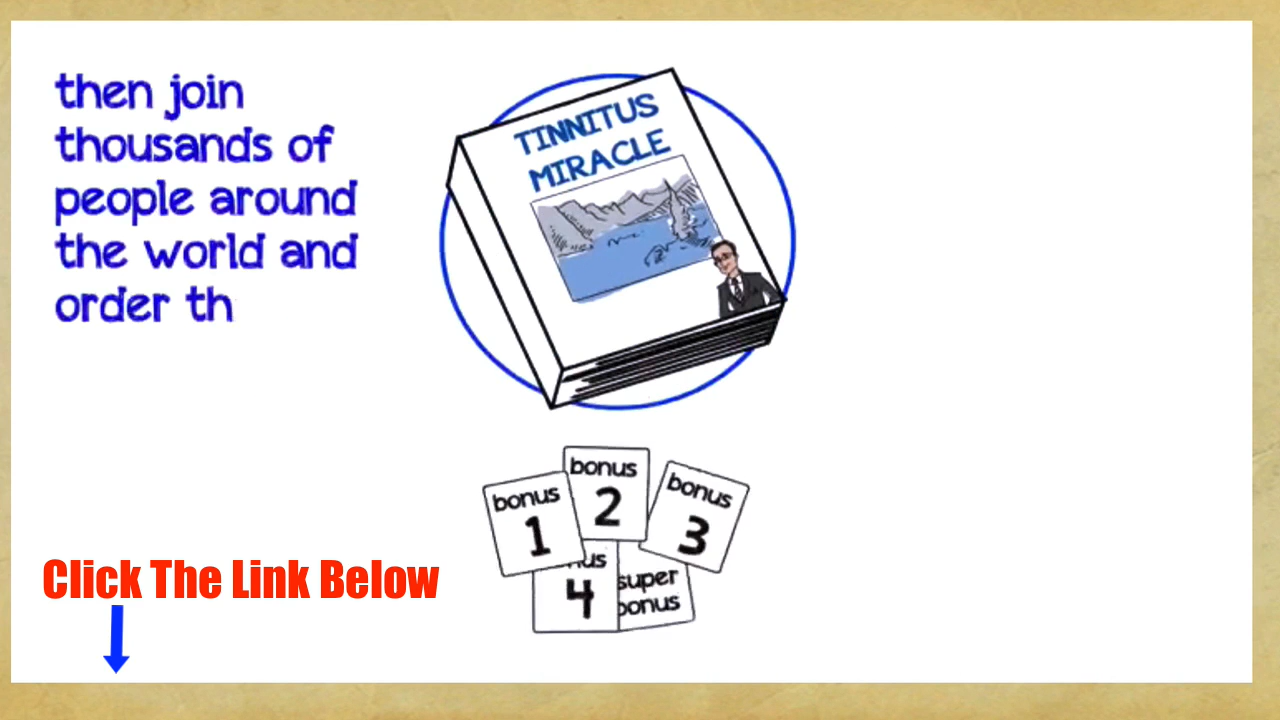 then join
thousands of
people around
the world and
order th
TINNITUS
MIRACLE
bonus
1
bonus
2
bonus
3
4
super
bonus
Click The Link Below